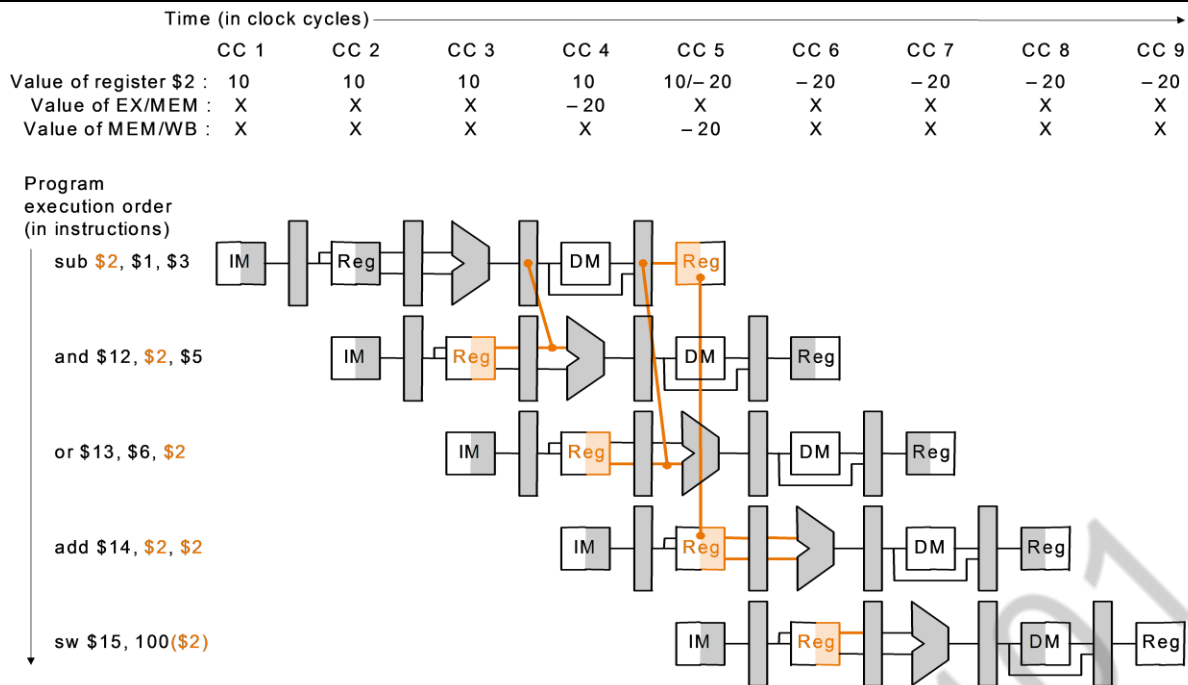 Time (in clock cycles)
CC 1 CC 2 CC 3 CC 4 CC 5 CC 6 CC 7 CC 8 CC 9
Value of register $2 : 10 10 10 10 10/– 20 – 20 – 20 – 20 – 20
Value of EX/MEM : X X X – 20 X X X X X
Value of MEM/WB : X X X X – 20 X X X X
Program
execution order
(in instructions)
sub $2, $1, $3 IM Reg DM Reg
and $12, $2, $5 IM Reg DM Reg
or $13, $6, $2 IM Reg DM Reg
add $14, $2, $2 IM Reg DM Reg
sw $15, 100($2) IM Reg DM Reg